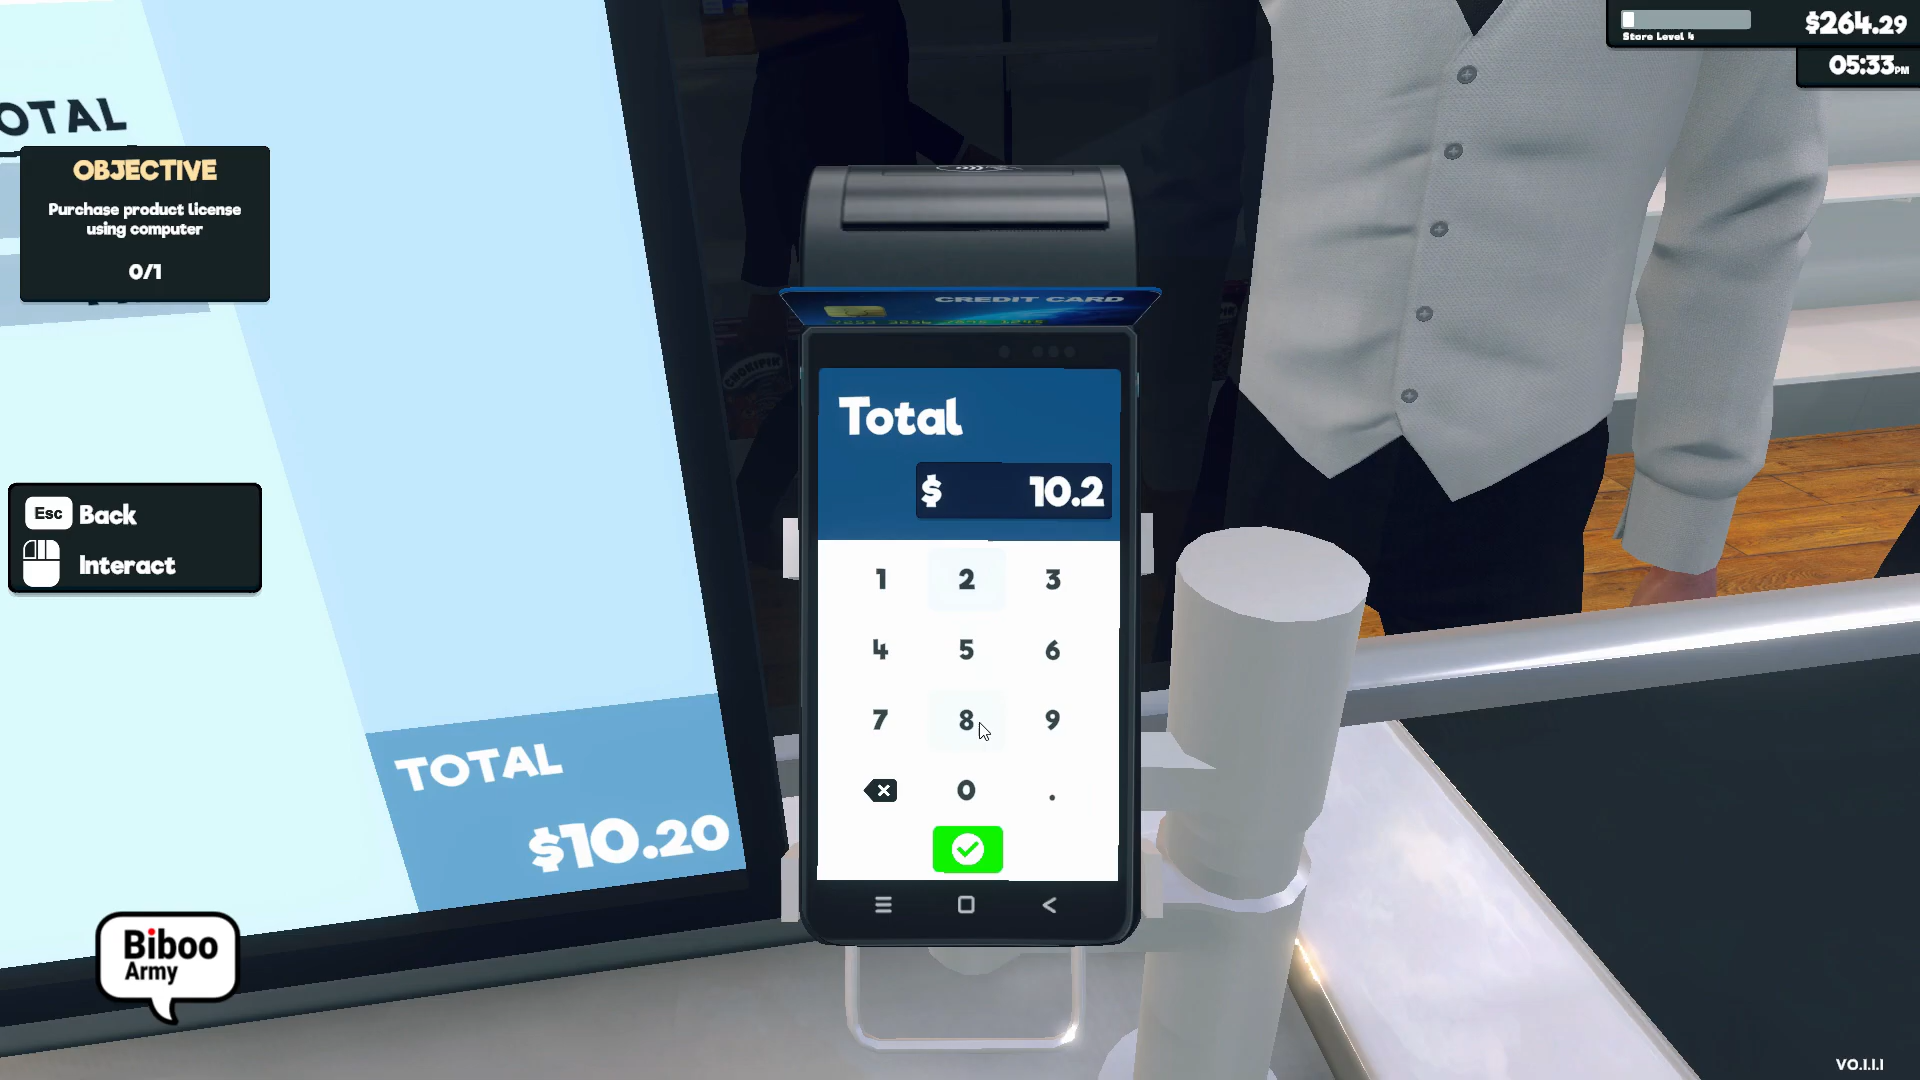 $264.29
Store Level 4
05:33PM
OTAL
OBJECTIVE
Purchase product license
using computer
0/1
CREDIT CARD
CHOKIPIK
Total
$ 10.2
Esc Back
Interact
1 2 3
4 5 6
7 8 9
0 .
TOTAL
$10.20
Biboo
Army
V0.1.1.1